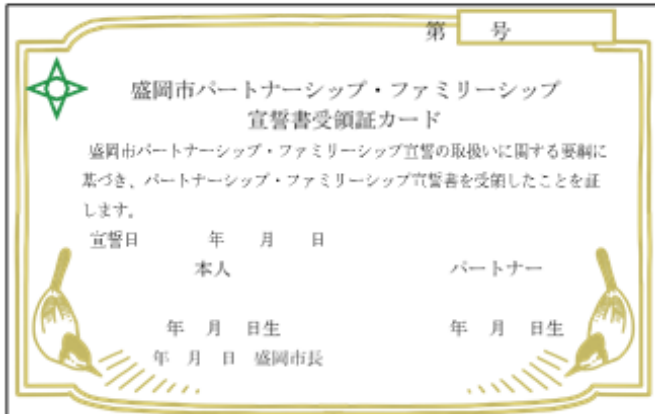 第　号
盛岡市パートナーシップ・ファミリーシップ
宣誓書受領証カード
盛岡市パートナーシップ・ファミリーシップ宣誓の取扱いに関する要綱に
基づき、パートナーシップ・ファミリーシップ宣誓書を受領したことを証
します。
宣誓日　年　月　日
本人　パートナー
年　月　日生　年　月　日生
年　月　日　盛岡市長